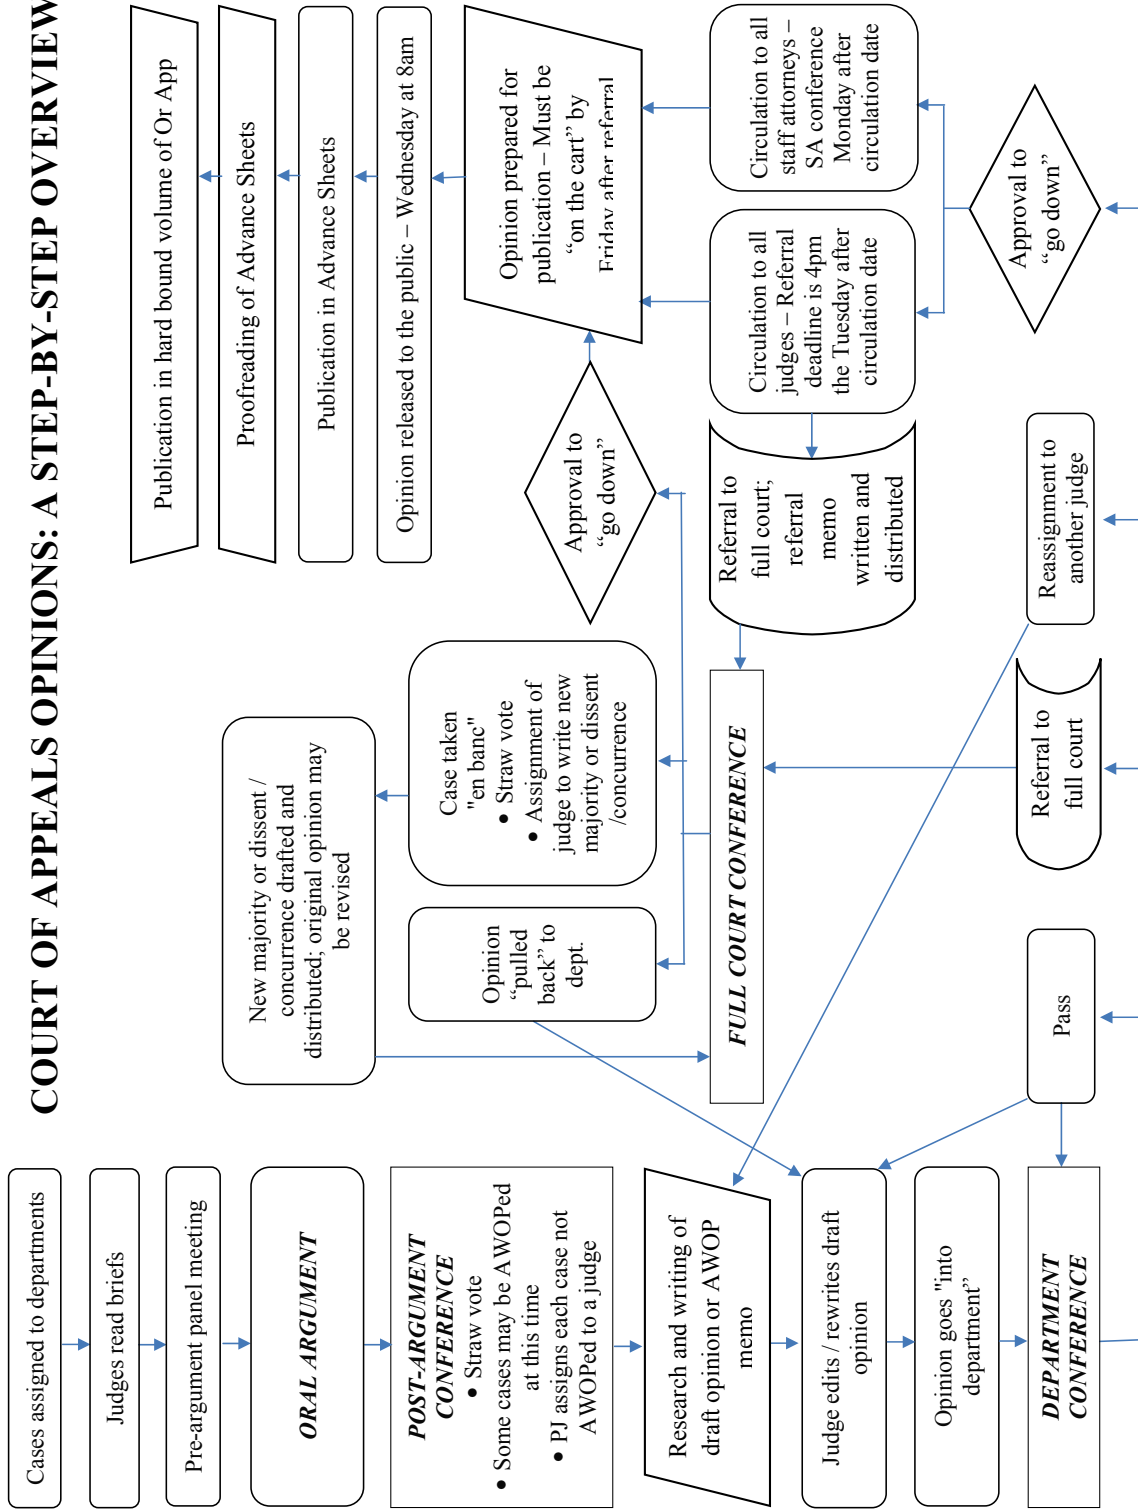 COURT OF APPEALS OPINIONS: A STEP-BY-STEP OVERVIEW
Cases assigned to departments
Judges read briefs
Pre-argument panel meeting
ORAL ARGUMENT
POST-ARGUMENT
CONFERENCE
• Straw vote
• Some cases may be AWOPed
at this time
• PJ assigns each case not
AWOPed to a judge
Research and writing of
draft opinion or AWOP
memo
Judge edits / rewrites draft
opinion
Opinion goes "into
department”
DEPARTMENT
CONFERENCE
Pass
Referral to
full court
Reassignment to
another judge
Approval to
“go down”
Circulation to all
judges – Referral
deadline is 4pm
the Tuesday after
circulation date
Circulation to all
staff attorneys –
SA conference
Monday after
circulation date
Referral to
full court;
referral
memo
written and
distributed
FULL COURT CONFERENCE
Opinion
“pulled
back” to
dept.
Case taken
"en banc"
• Straw vote
• Assignment of
judge to write new
majority or dissent
/concurrence
New majority or dissent /
concurrence drafted and
distributed; original opinion may
be revised
Approval to
“go down”
Opinion prepared for
publication – Must be
“on the cart” by
Friday after referral
Opinion released to the public – Wednesday at 8am
Publication in Advance Sheets
Proofreading of Advance Sheets
Publication in hard bound volume of Or App